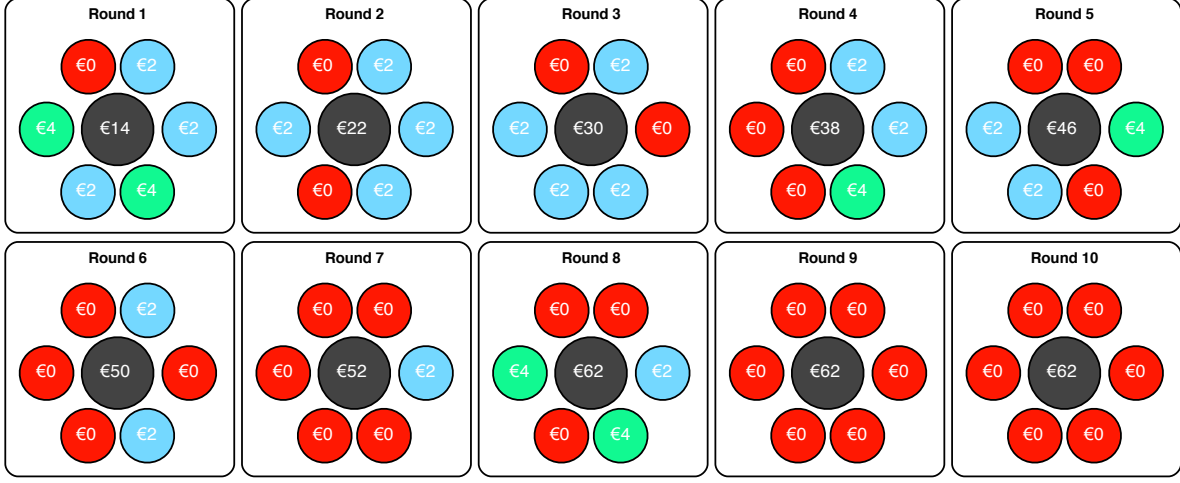 Round 1
€0 €2
€4 €14 €2
€2 €4
Round 2
€0 €2
€2 €22 €2
€0 €2
Round 3
€0 €2
€2 €30 €0
€2 €2
Round 4
€0 €2
€0 €38 €2
€0 €4
Round 5
€0 €0
€2 €46 €4
€2 €0
Round 6
€0 €2
€0 €50 €0
€0 €2
Round 7
€0 €0
€0 €52 €2
€0 €0
Round 8
€0 €0
€4 €62 €2
€0 €4
Round 9
€0 €0
€0 €62 €0
€0 €0
Round 10
€0 €0
€0 €62 €0
€0 €0